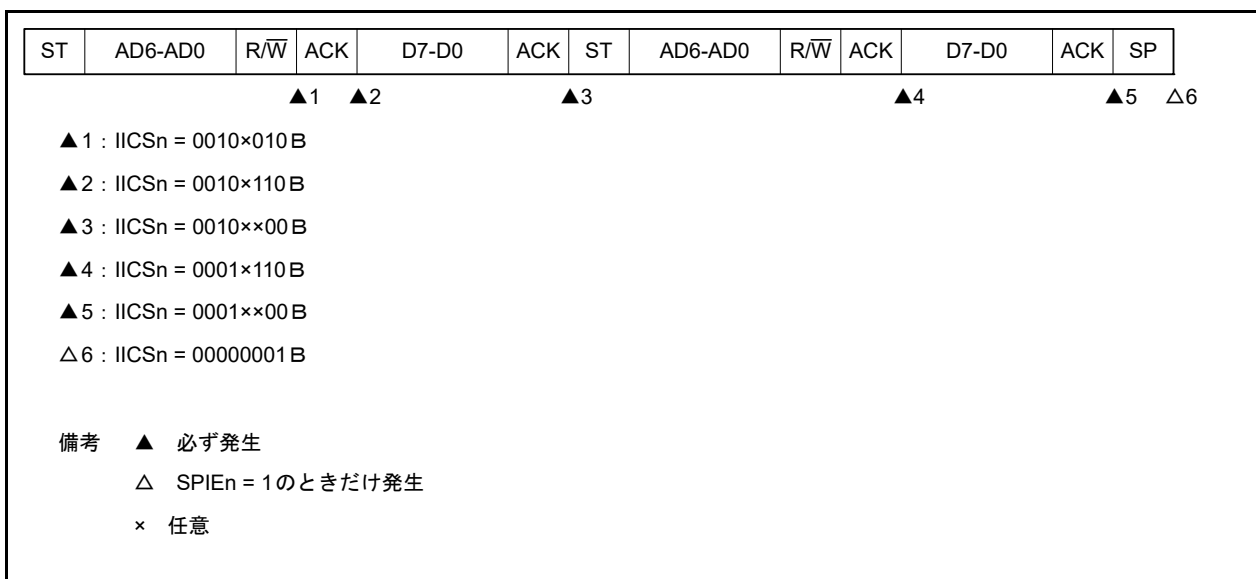 ST AD6-AD0 R/W̅ ACK D7-D0 ACK ST AD6-AD0 R/W̅ ACK D7-D0 ACK SP
▲1 ▲2 ▲3 ▲4 ▲5 △6
▲1：IICSn = 0010×010B
▲2：IICSn = 0010×110B
▲3：IICSn = 0010××00B
▲4：IICSn = 0001×110B
▲5：IICSn = 0001××00B
△6：IICSn = 00000001B
備考 ▲ 必ず発生
△ SPIEn = 1のときだけ発生
× 任意